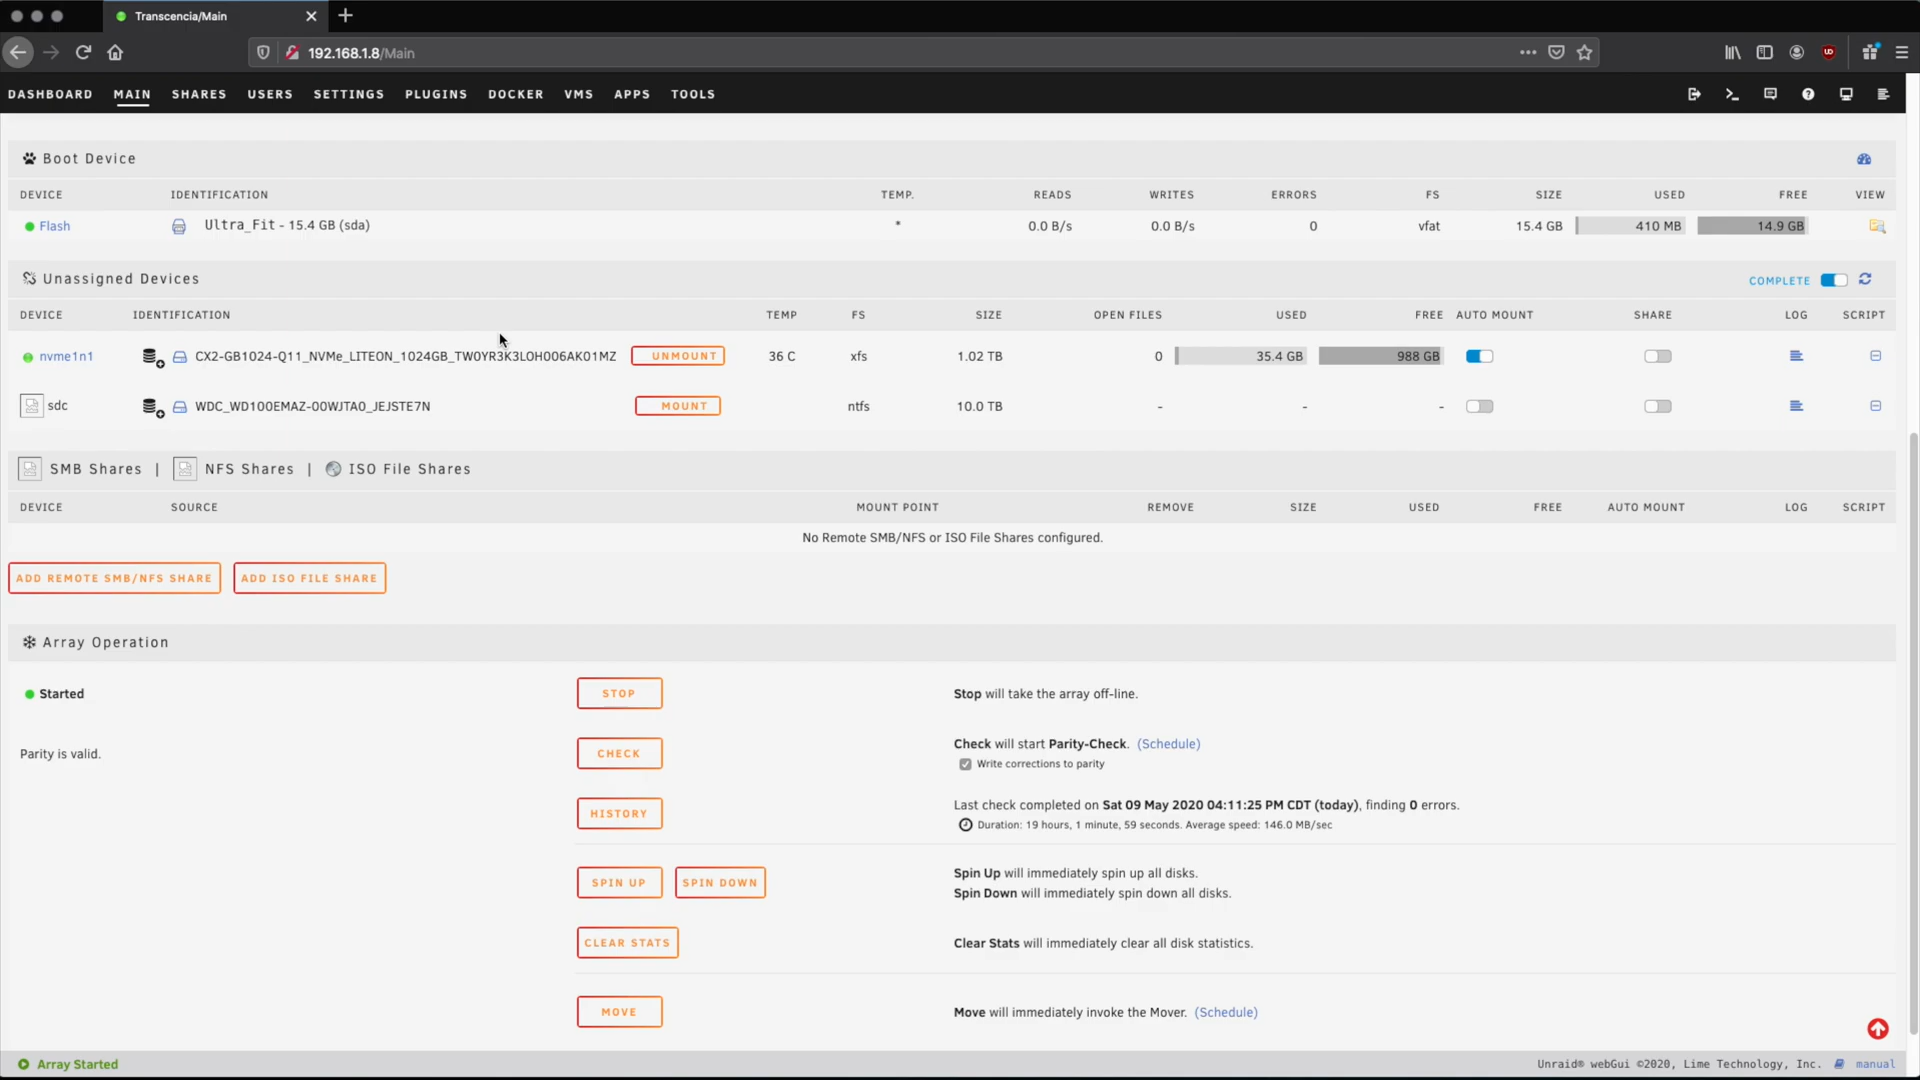 Transcencia/Main
192.168.1.8/Main
DASHBOARD MAIN SHARES USERS SETTINGS PLUGINS DOCKER VMS APPS TOOLS
Boot Device
DEVICE IDENTIFICATION TEMP. READS WRITES ERRORS FS SIZE USED FREE VIEW
Flash Ultra_Fit - 15.4 GB (sda) * 0.0 B/s 0.0 B/s 0 vfat 15.4 GB 410 MB 14.9 GB
Unassigned Devices COMPLETE
DEVICE IDENTIFICATION TEMP FS SIZE OPEN FILES USED FREE AUTO MOUNT SHARE LOG SCRIPT
nvme1n1 CX2-GB1024-Q11_NVMe_LITEON_1024GB_TW0YR3K3LOH006AK01MZ UNMOUNT 36 C xfs 1.02 TB 0 35.4 GB 988 GB
sdc WDC_WD100EMAZ-00WJTA0_JEJSTE7N MOUNT ntfs 10.0 TB - - -
SMB Shares | NFS Shares | ISO File Shares
DEVICE SOURCE MOUNT POINT REMOVE SIZE USED FREE AUTO MOUNT LOG SCRIPT
No Remote SMB/NFS or ISO File Shares configured.
ADD REMOTE SMB/NFS SHARE ADD ISO FILE SHARE
Array Operation
Started STOP Stop will take the array off-line.
Parity is valid. CHECK Check will start Parity-Check. (Schedule)
Write corrections to parity
HISTORY Last check completed on Sat 09 May 2020 04:11:25 PM CDT (today), finding 0 errors.
Duration: 19 hours, 1 minute, 59 seconds. Average speed: 146.0 MB/sec
SPIN UP SPIN DOWN Spin Up will immediately spin up all disks.
Spin Down will immediately spin down all disks.
CLEAR STATS Clear Stats will immediately clear all disk statistics.
MOVE Move will immediately invoke the Mover. (Schedule)
Array Started Unraid® webGui ©2020, Lime Technology, Inc. manual